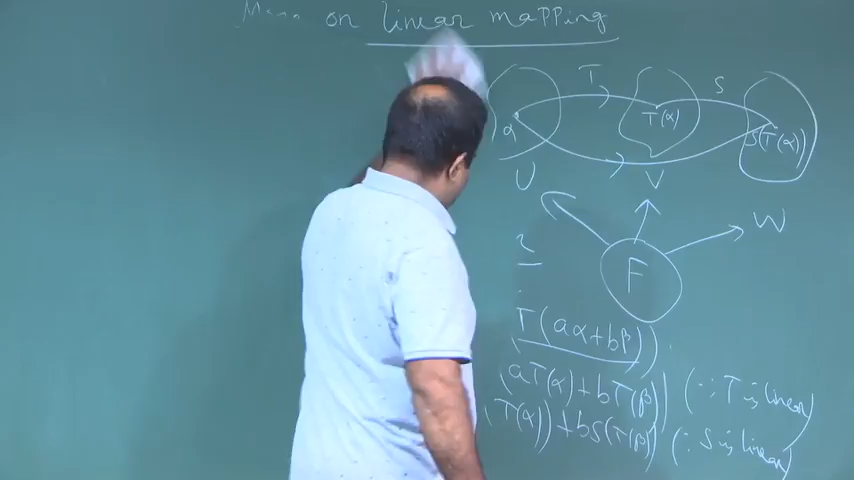 on linear mapping
T
S
α
T(α)
S(T(α))
U
V
W
F
T(aα+bβ)
(aT(α)+bT(β)) (∵ T is linear)
(T(α))+bS(T(β)) (∵ S is linear)